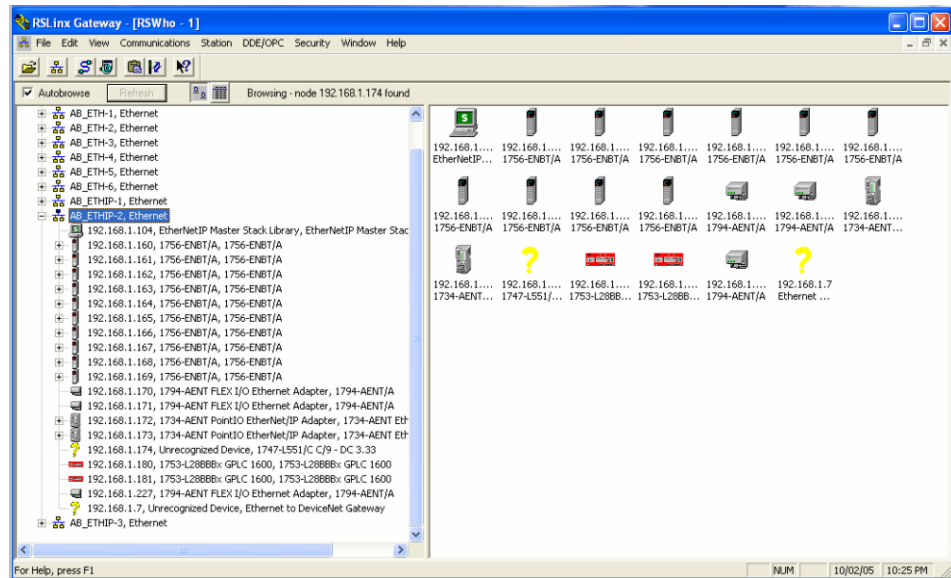 RSLinx Gateway - [RSWho - 1]
File Edit View Communications Station DDE/OPC Security Window Help
Autobrowse Refresh Browsing - node 192.168.1.174 found
AB_ETH-1, Ethernet
AB_ETH-2, Ethernet
AB_ETH-3, Ethernet
AB_ETH-4, Ethernet
AB_ETH-5, Ethernet
AB_ETH-6, Ethernet
AB_ETHIP-1, Ethernet
AB_ETHIP-2, Ethernet
192.168.1.104, EtherNetIP Master Stack Library, EtherNetIP Master Stac
192.168.1.160, 1756-ENBT/A, 1756-ENBT/A
192.168.1.161, 1756-ENBT/A, 1756-ENBT/A
192.168.1.162, 1756-ENBT/A, 1756-ENBT/A
192.168.1.163, 1756-ENBT/A, 1756-ENBT/A
192.168.1.164, 1756-ENBT/A, 1756-ENBT/A
192.168.1.165, 1756-ENBT/A, 1756-ENBT/A
192.168.1.166, 1756-ENBT/A, 1756-ENBT/A
192.168.1.167, 1756-ENBT/A, 1756-ENBT/A
192.168.1.168, 1756-ENBT/A, 1756-ENBT/A
192.168.1.169, 1756-ENBT/A, 1756-ENBT/A
192.168.1.170, 1794-AENT FLEX I/O Ethernet Adapter, 1794-AENT/A
192.168.1.171, 1794-AENT FLEX I/O Ethernet Adapter, 1794-AENT/A
192.168.1.172, 1734-AENT PointIO EtherNet/IP Adapter, 1734-AENT Eth
192.168.1.173, 1734-AENT PointIO EtherNet/IP Adapter, 1734-AENT Eth
192.168.1.174, Unrecognized Device, 1747-L551/C C/9 - DC 3.33
192.168.1.180, 1753-L28BBBx GPLC 1600, 1753-L28BBBx GPLC 1600
192.168.1.181, 1753-L28BBBx GPLC 1600, 1753-L28BBBx GPLC 1600
192.168.1.227, 1794-AENT FLEX I/O Ethernet Adapter, 1794-AENT/A
192.168.1.7, Unrecognized Device, Ethernet to DeviceNet Gateway
AB_ETHIP-3, Ethernet
S
192.168.1.... 192.168.1.... 192.168.1.... 192.168.1.... 192.168.1.... 192.168.1.... 192.168.1....
EtherNetIP... 1756-ENBT/A 1756-ENBT/A 1756-ENBT/A 1756-ENBT/A 1756-ENBT/A 1756-ENBT/A
192.168.1.... 192.168.1.... 192.168.1.... 192.168.1.... 192.168.1.... 192.168.1.... 192.168.1....
1756-ENBT/A 1756-ENBT/A 1756-ENBT/A 1756-ENBT/A 1794-AENT/A 1794-AENT/A 1734-AENT...
192.168.1.... 192.168.1.... 192.168.1.... 192.168.1.... 192.168.1.... 192.168.1.7
1734-AENT... 1747-L551/... 1753-L28BB... 1753-L28BB... 1794-AENT/A Ethernet ...
For Help, press F1 NUM 10/02/05 10:25 PM